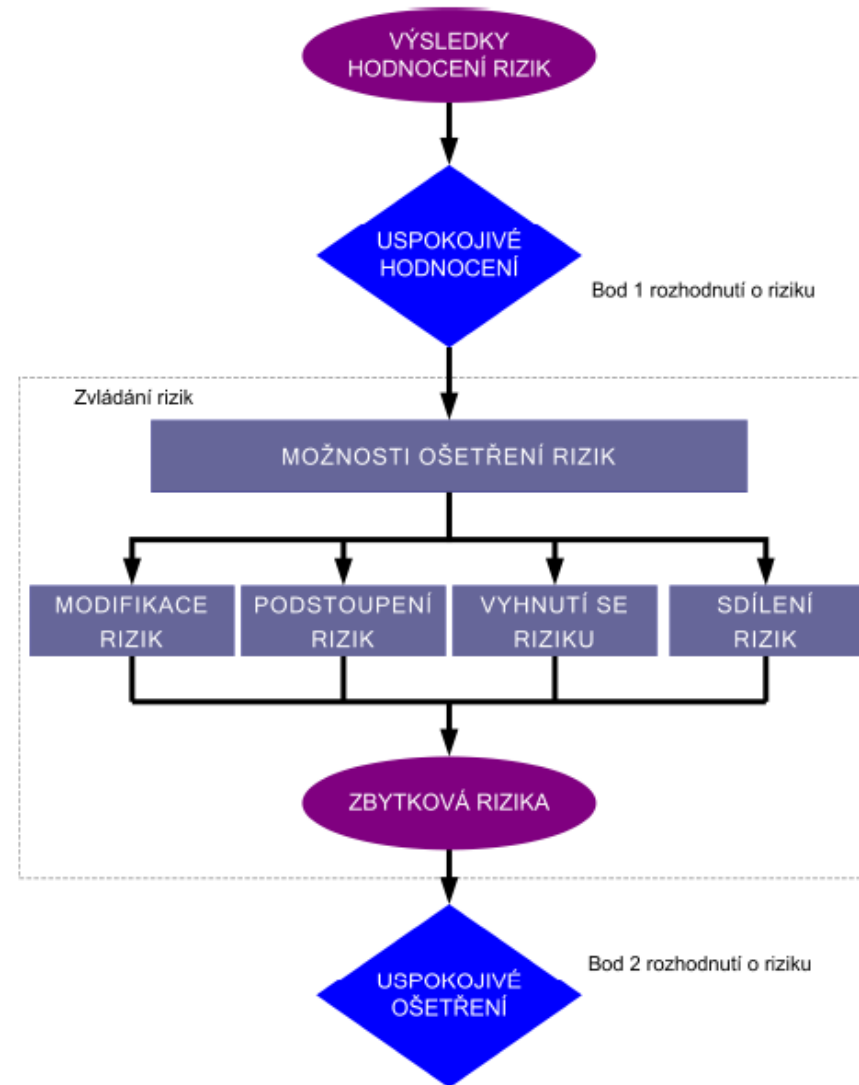 VÝSLEDKY
HODNOCENÍ RIZIK
USPOKOJIVÉ
HODNOCENÍ
Bod 1 rozhodnutí o riziku
Zvládání rizik
MOŽNOSTI OŠETŘENÍ RIZIK
MODIFIKACE
RIZIK
PODSTOUPENÍ
RIZIK
VYHNUTÍ SE
RIZIKU
SDÍLENÍ
RIZIK
ZBYTKOVÁ RIZIKA
USPOKOJIVÉ
OŠETŘENÍ
Bod 2 rozhodnutí o riziku